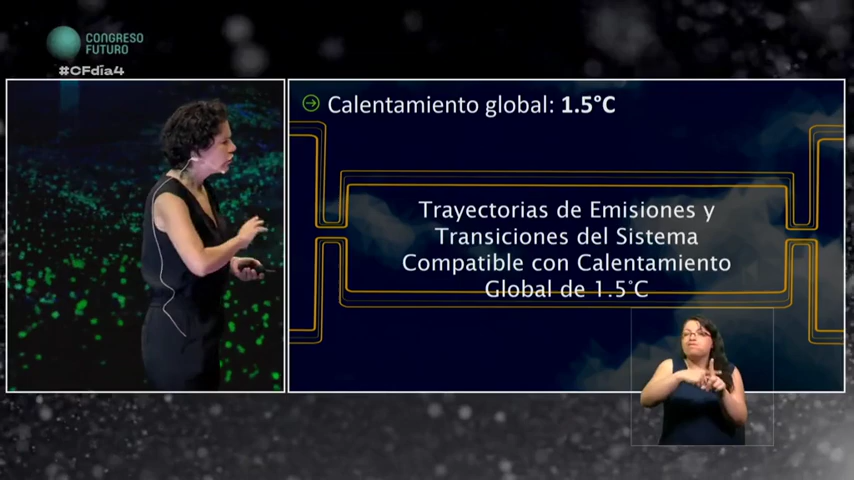 CONGRESO
FUTURO
#CFdía4
Calentamiento global: 1.5°C
Trayectorias de Emisiones y
Transiciones del Sistema
Compatible con Calentamiento
Global de 1.5°C